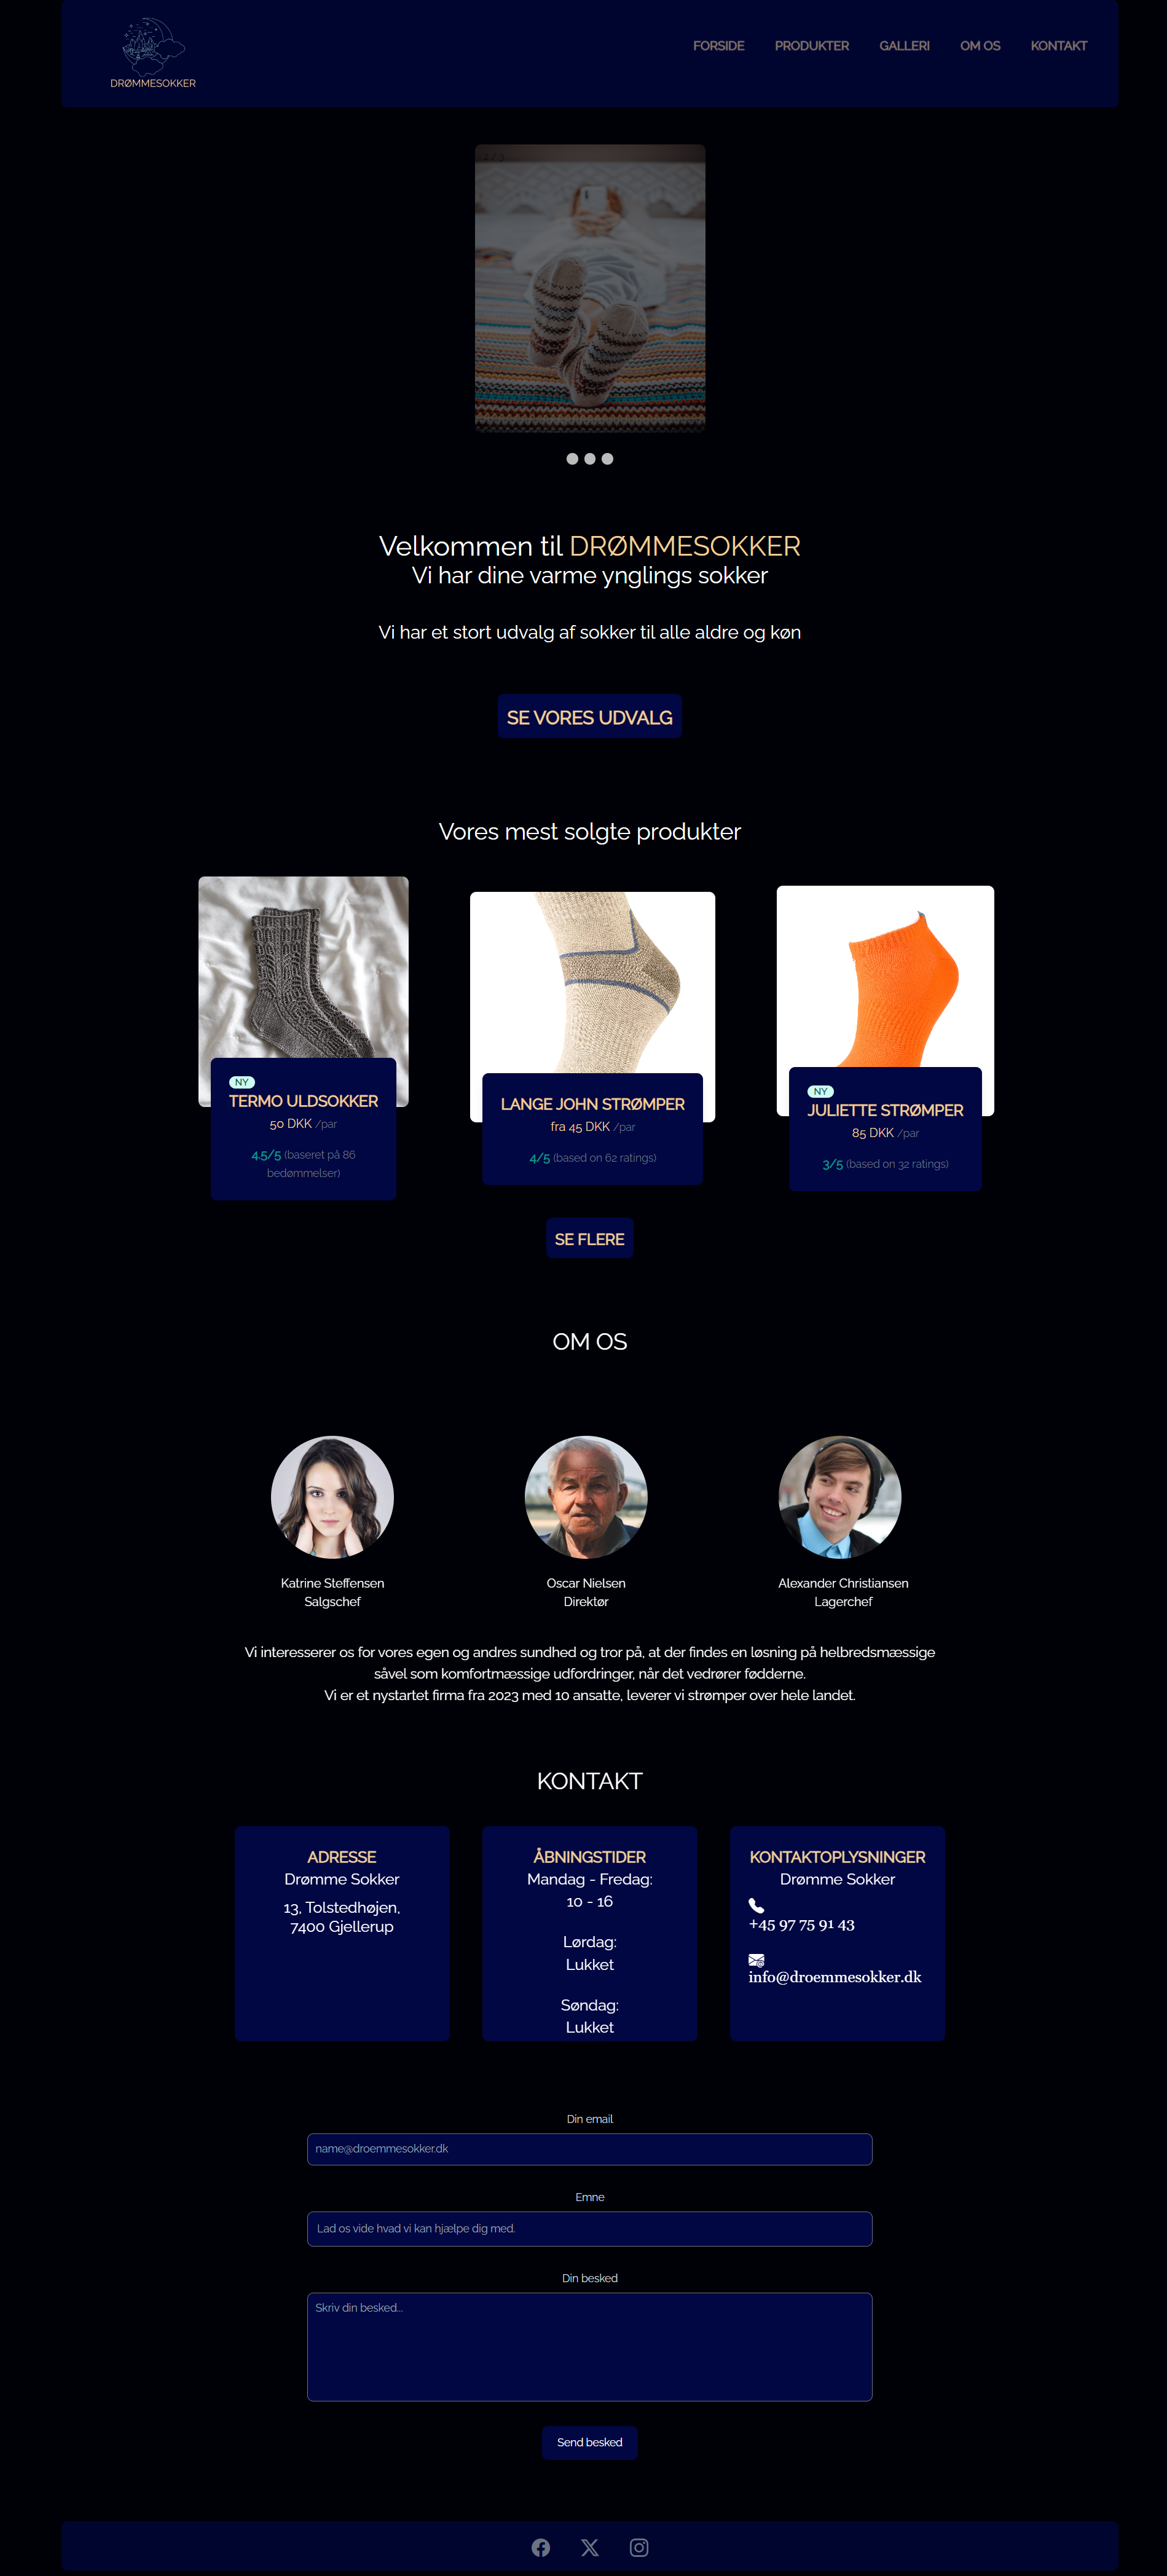 DRØMMESOKKER
FORSIDE PRODUKTER GALLERI OM OS KONTAKT
Velkommen til DRØMMESOKKER
Vi har dine varme ynglings sokker
Vi har et stort udvalg af sokker til alle aldre og køn
SE VORES UDVALG
Vores mest solgte produkter
NY
TERMO ULDSOKKER
50 DKK /par
4.5/5 (baseret på 86
bedømmelser)
LANGE JOHN STRØMPER
fra 45 DKK /par
4/5 (based on 62 ratings)
NY
JULIETTE STRØMPER
85 DKK /par
3/5 (based on 32 ratings)
SE FLERE
OM OS
Katrine Steffensen
Salgschef
Oscar Nielsen
Direktør
Alexander Christiansen
Lagerchef
Vi interesserer os for vores egen og andres sundhed og tror på, at der findes en løsning på helbredsmæssige
såvel som komfortmæssige udfordringer, når det vedrører fødderne.
Vi er et nystartet firma fra 2023 med 10 ansatte, leverer vi strømper over hele landet.
KONTAKT
ADRESSE
Drømme Sokker
13, Tolstedhøjen,
7400 Gjellerup
ÅBNINGSTIDER
Mandag - Fredag:
10 - 16
Lørdag:
Lukket
Søndag:
Lukket
KONTAKTOPLYSNINGER
Drømme Sokker
+45 97 75 91 43
info@droemmesokker.dk
Din email
name@droemmesokker.dk
Emne
Lad os vide hvad vi kan hjælpe dig med.
Din besked
Skriv din besked...
Send besked